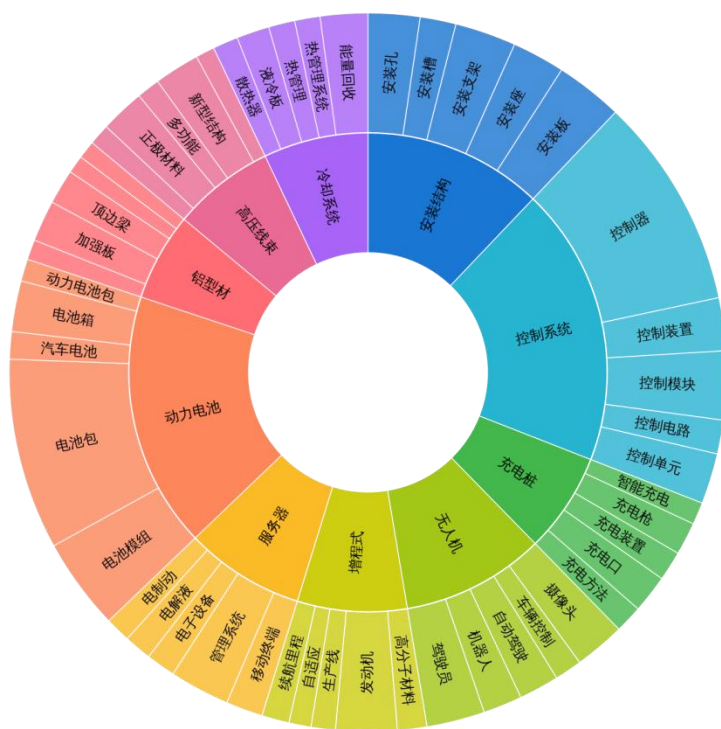 安装结构
安装孔
安装槽
安装支架
安装座
安装板
控制系统
控制器
控制装置
控制模块
控制电路
控制单元
充电桩
智能充电
充电枪
充电装置
充电口
充电方法
无人机
摄像头
车辆控制
自动驾驶
机器人
驾驶员
增程式
高分子材料
发动机
生产线
自适应
续航里程
服务器
移动终端
管理系统
电子设备
电解液
电制动
动力电池
电池模组
电池包
汽车电池
电池箱
动力电池包
铝型材
加强板
顶边梁
高压线束
正极材料
多功能
新型结构
冷却系统
散热器
液冷板
热管理
热管理系统
能量回收